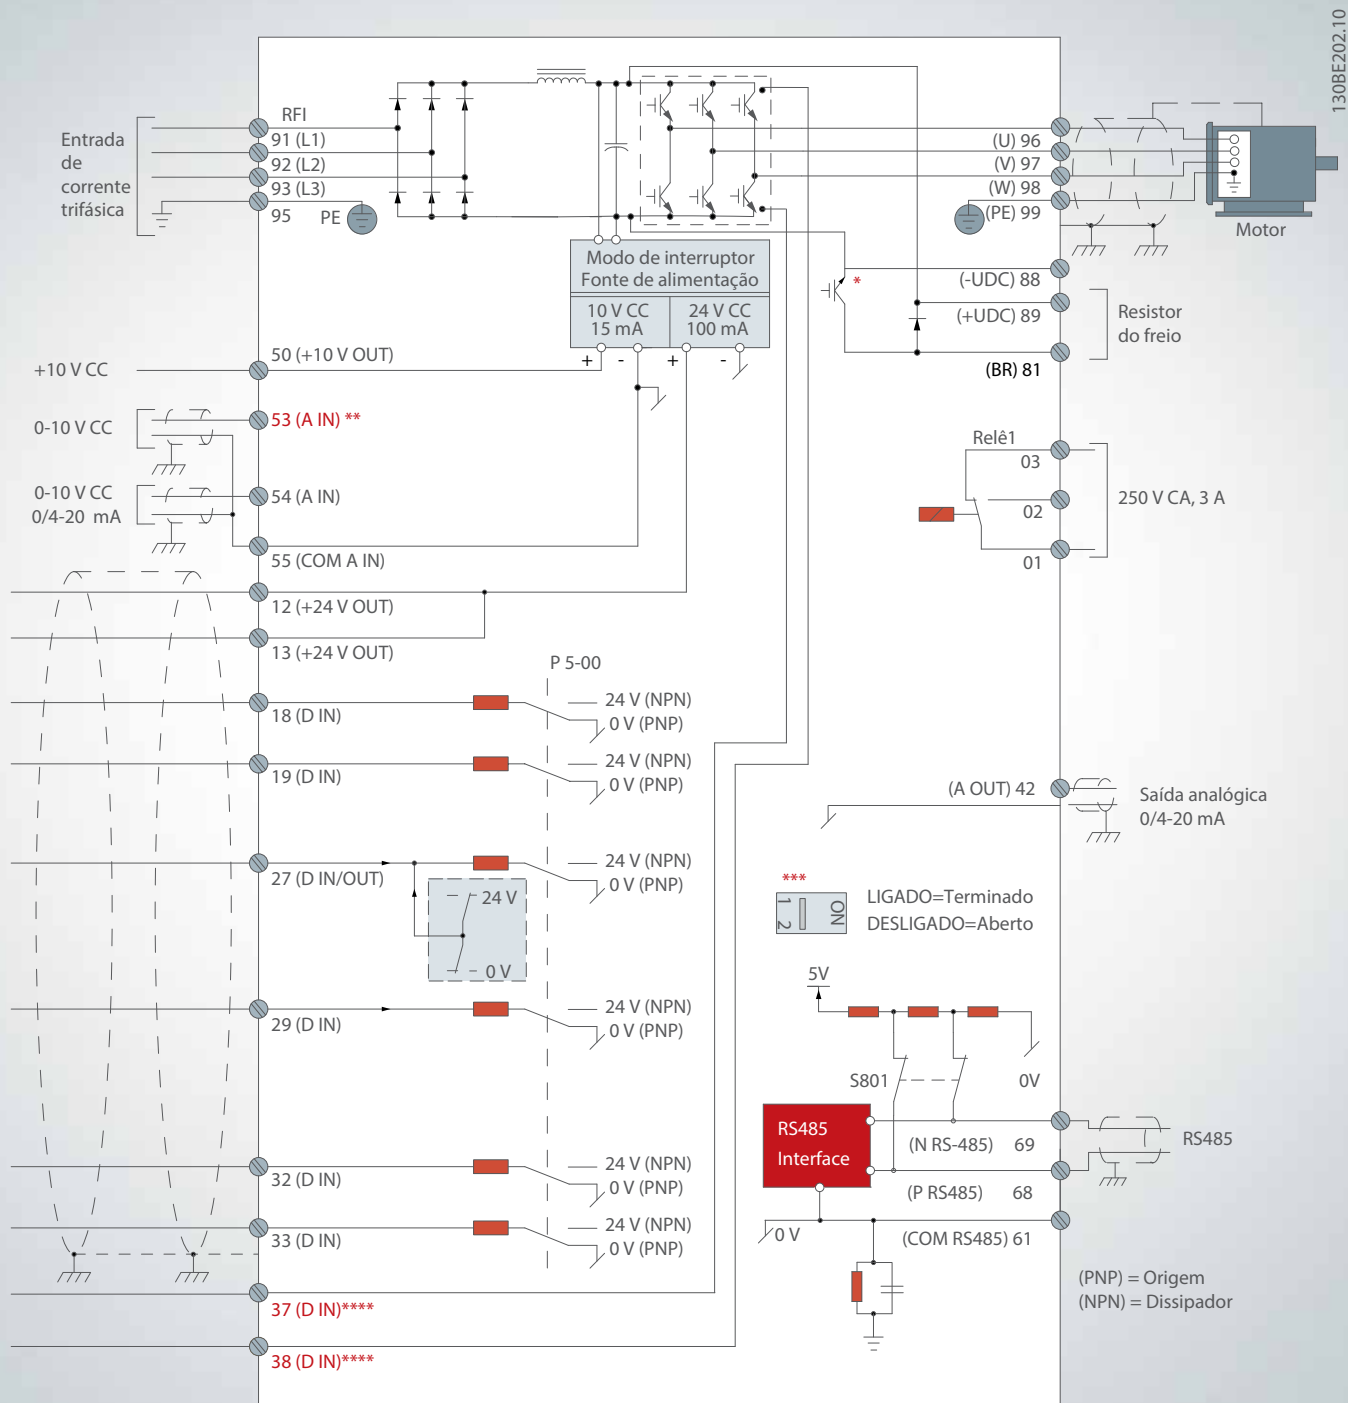 130BE202.10
Entrada
de
corrente
trifásica
RFI
91 (L1)
92 (L2)
93 (L3)
95
PE
(U) 96
(V) 97
(W) 98
(PE) 99
Motor
Modo de interruptor
Fonte de alimentação
10 V CC
15 mA
24 V CC
100 mA
+
-
+
-
*
(-UDC) 88
(+UDC) 89
(BR) 81
Resistor
do freio
+10 V CC
50 (+10 V OUT)
0-10 V CC
53 (A IN) **
0-10 V CC
0/4-20 mA
54 (A IN)
55 (COM A IN)
Relê1
03
02
01
250 V CA, 3 A
12 (+24 V OUT)
13 (+24 V OUT)
P 5-00
18 (D IN)
24 V (NPN)
0 V (PNP)
19 (D IN)
24 V (NPN)
0 V (PNP)
27 (D IN/OUT)
24 V (NPN)
0 V (PNP)
24 V
0 V
29 (D IN)
24 V (NPN)
0 V (PNP)
32 (D IN)
24 V (NPN)
0 V (PNP)
33 (D IN)
24 V (NPN)
0 V (PNP)
37 (D IN)****
38 (D IN)****
(A OUT) 42
Saída analógica
0/4-20 mA
***
1
2
ON
LIGADO=Terminado
DESLIGADO=Aberto
5V
S801
0V
RS485
Interface
(N RS-485) 69
(P RS485) 68
0 V
(COM RS485) 61
RS485
(PNP) = Origem
(NPN) = Dissipador